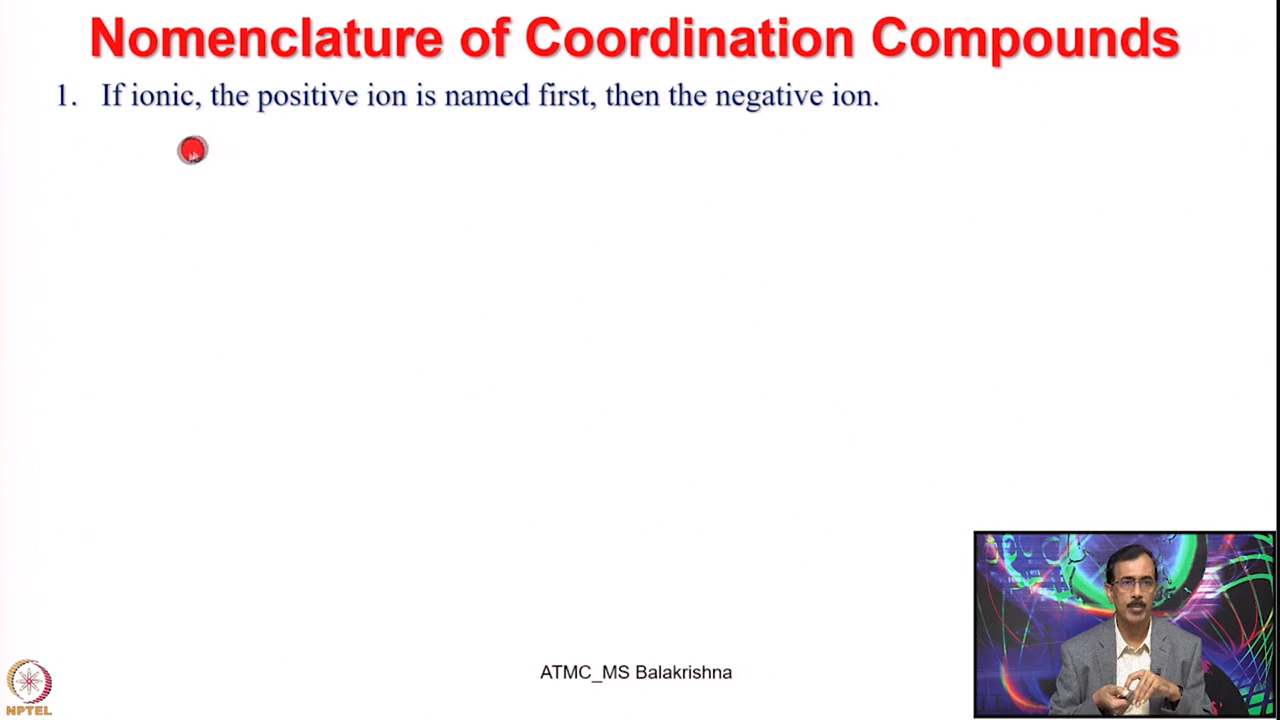 Nomenclature of Coordination Compounds
1. If ionic, the positive ion is named first, then the negative ion.
ATMC_MS Balakrishna
NPTEL